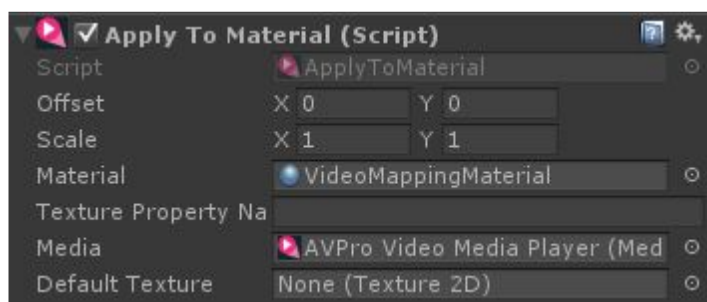 Apply To Material (Script)
Script ApplyToMaterial
Offset X 0 Y 0
Scale X 1 Y 1
Material VideoMappingMaterial
Texture Property Na
Media AVPro Video Media Player (Med
Default Texture None (Texture 2D)